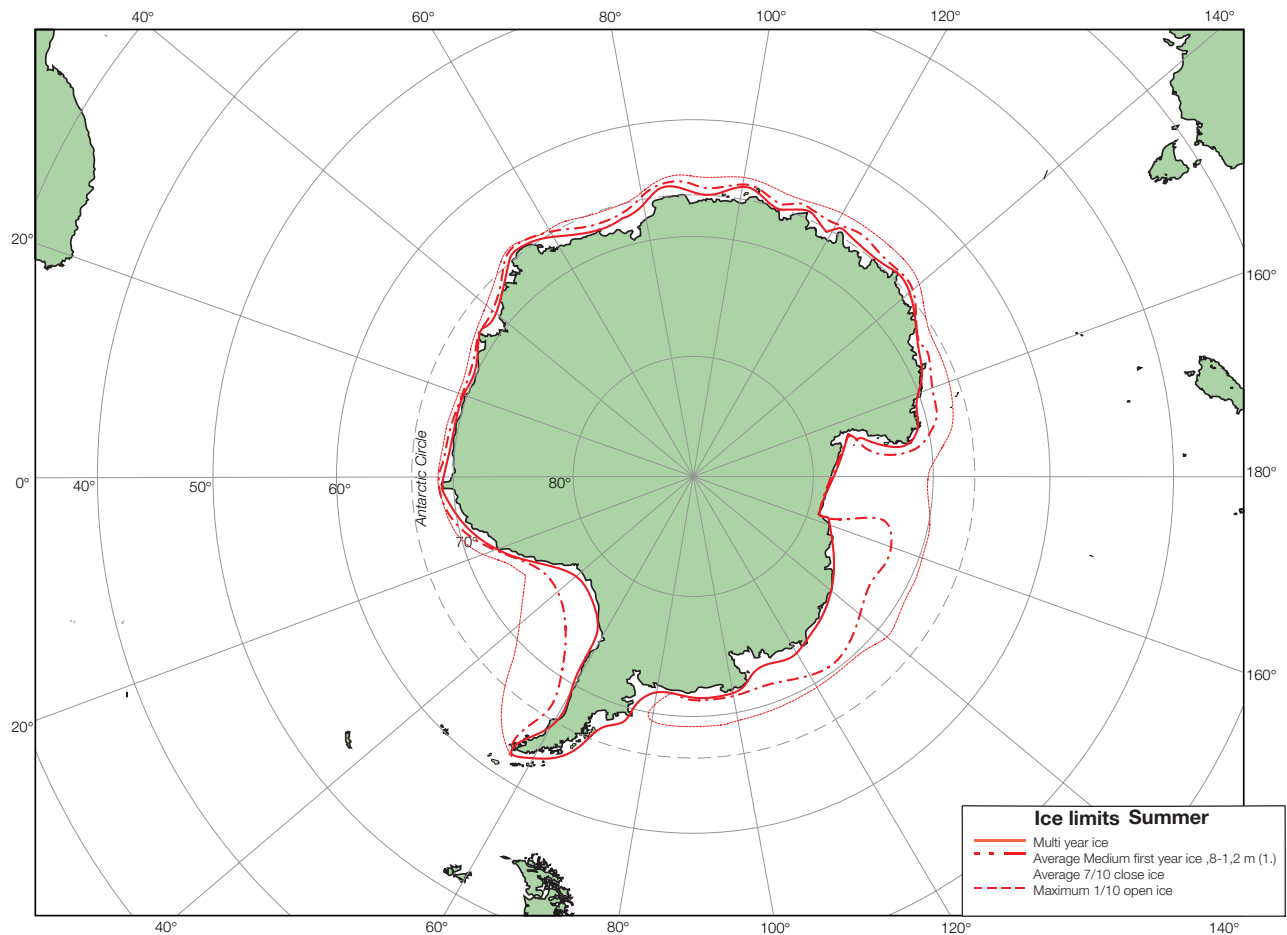 40° 60° 80° 100° 120° 140°
20°
160°
Antarctic Circle
0° 40° 50° 60° 80° 180°
70°
160°
20°
Ice limits Summer
Multi year ice
Average Medium first year ice ,8-1,2 m (1.)
Average 7/10 close ice
Maximum 1/10 open ice
40° 60° 80° 100° 120° 140°